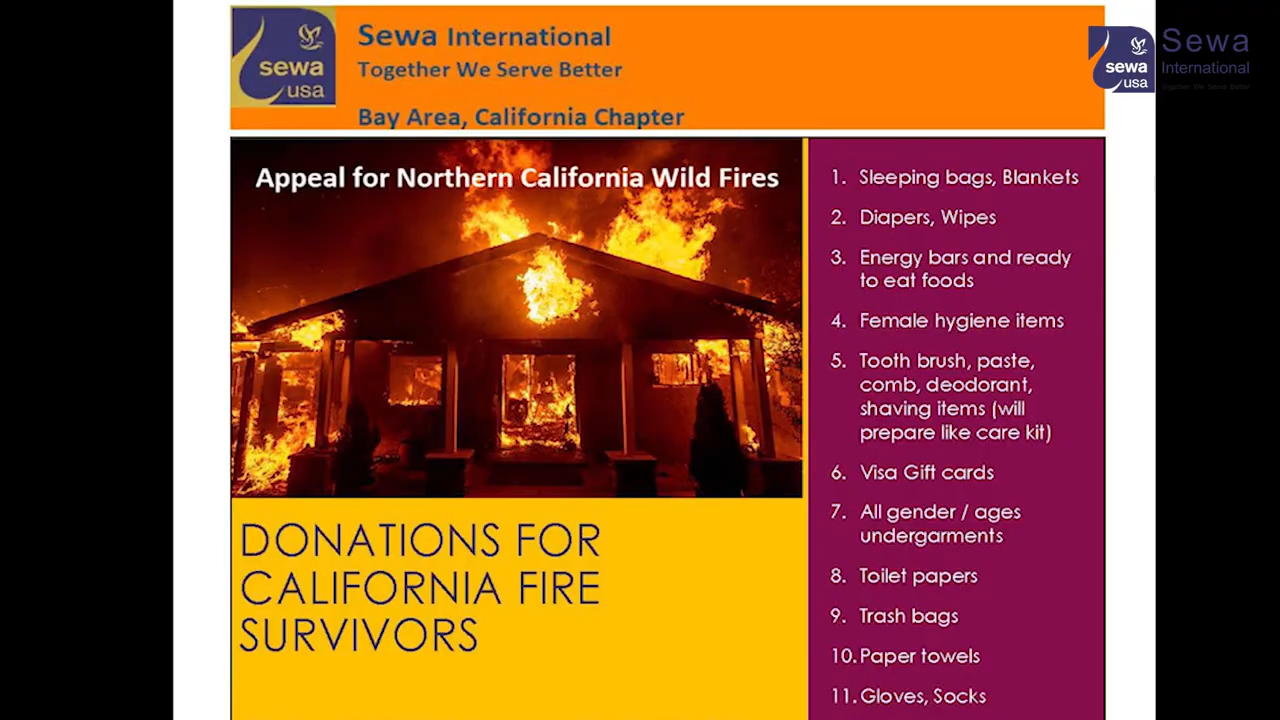 sewa
usa
Sewa International
Together We Serve Better
Bay Area, California Chapter
sewa
usa
Sewa
International
Together We Serve Better
Appeal for Northern California Wild Fires
DONATIONS FOR
CALIFORNIA FIRE
SURVIVORS
1. Sleeping bags, Blankets
2. Diapers, Wipes
3. Energy bars and ready
to eat foods
4. Female hygiene items
5. Tooth brush, paste,
comb, deodorant,
shaving items (will
prepare like care kit)
6. Visa Gift cards
7. All gender / ages
undergarments
8. Toilet papers
9. Trash bags
10. Paper towels
11. Gloves, Socks